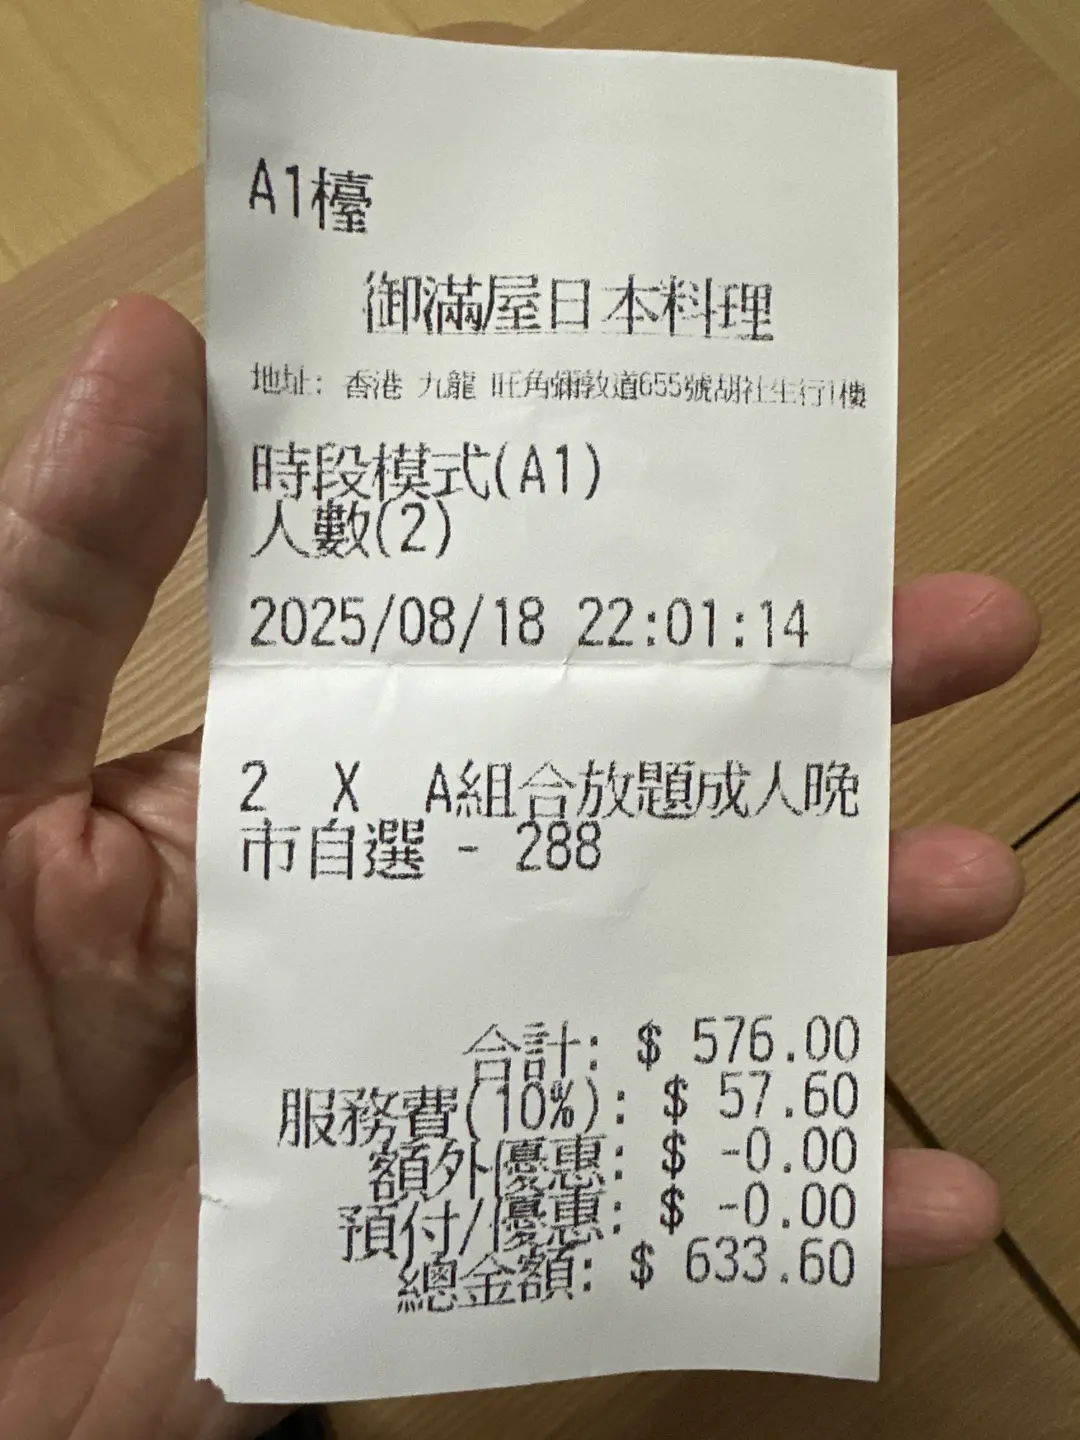 A1檯
御滿屋日本料理
地址: 香港 九龍 旺角彌敦道655號胡社生行1樓
時段模式(A1)
人數(2)
2025/08/18 22:01:14
2 X A組合放題成人晚
市自選 - 288
合計: $ 576.00
服務費(10%): $ 57.60
額外優惠: $ -0.00
預付/優惠: $ -0.00
總金額: $ 633.60